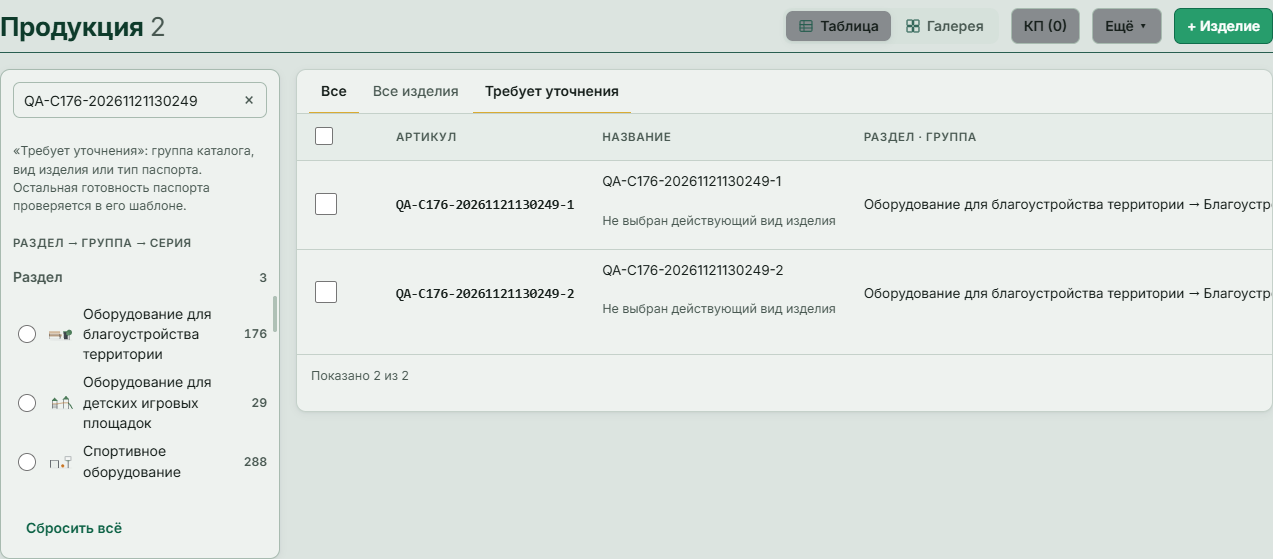 Продукция 2
Таблица
Галерея
КП (0)
Ещё ▾
+ Изделие
QA-C176-20261121130249 ×
«Требует уточнения»: группа каталога,
вид изделия или тип паспорта.
Остальная готовность паспорта
проверяется в его шаблоне.
РАЗДЕЛ → ГРУППА → СЕРИЯ
Раздел 3
Оборудование для
благоустройства 176
территории
Оборудование для
детских игровых 29
площадок
Спортивное 288
оборудование
Сбросить всё
Все Все изделия Требует уточнения
АРТИКУЛ НАЗВАНИЕ РАЗДЕЛ · ГРУППА
QA-C176-20261121130249-1
QA-C176-20261121130249-1 Оборудование для благоустройства территории → Благоустр
Не выбран действующий вид изделия
QA-C176-20261121130249-2
QA-C176-20261121130249-2 Оборудование для благоустройства территории → Благоустр
Не выбран действующий вид изделия
Показано 2 из 2